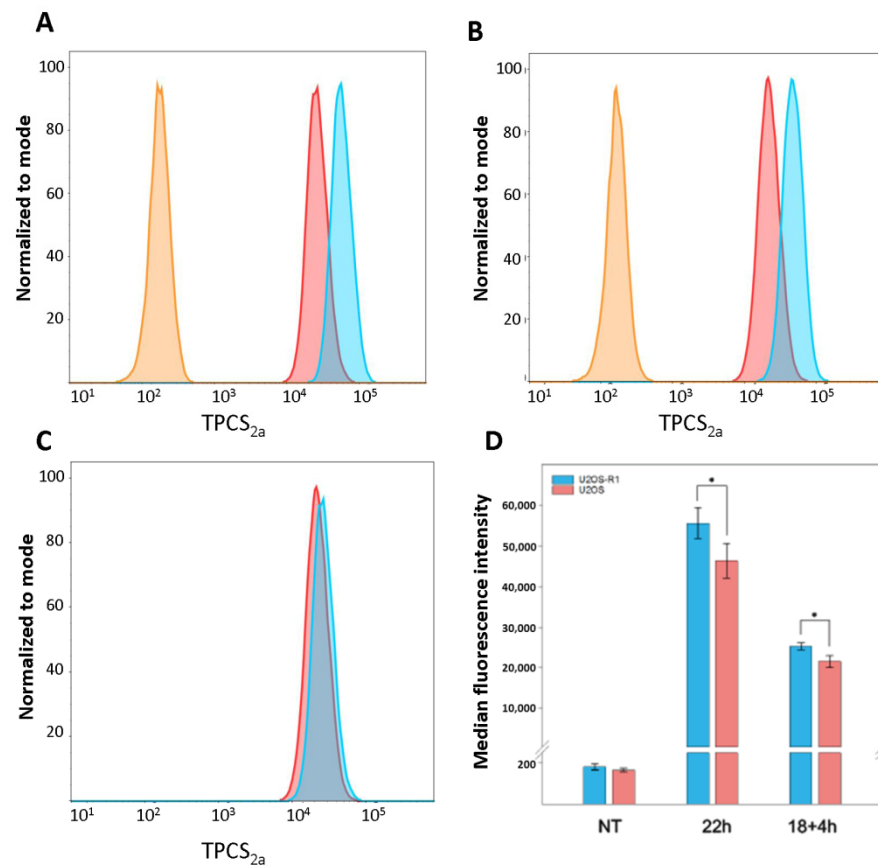 A
Normalized to mode
100
80
60
40
20
10¹ 10² 10³ 10⁴ 10⁵
TPCS₂ₐ
B
Normalized to mode
100
80
60
40
20
10¹ 10² 10³ 10⁴ 10⁵
TPCS₂ₐ
C
Normalized to mode
100
80
60
40
20
10¹ 10² 10³ 10⁴ 10⁵
TPCS₂ₐ
D
Median fluorescence intensity
U2OS-R1
U2OS
60,000
50,000
40,000
30,000
20,000
10,000
200
*
*
NT 22h 18+4h